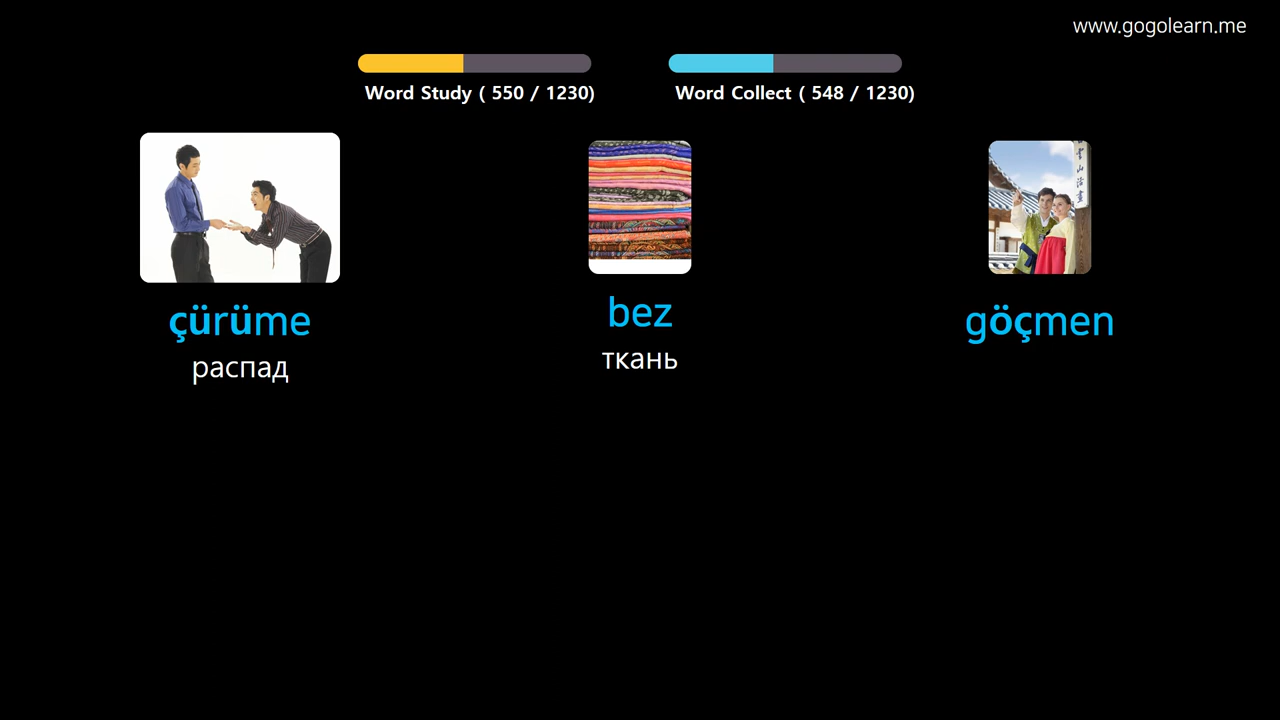 www.gogolearn.me
Word Study ( 550 / 1230)
Word Collect ( 548 / 1230)
çürüme
распад
bez
ткань
göçmen